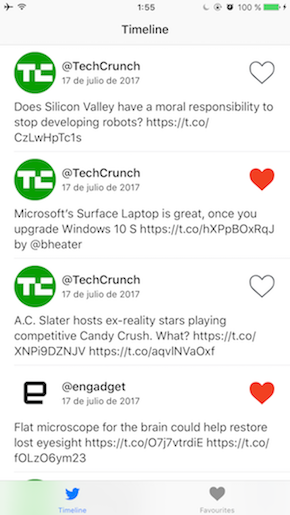 1:55
100 %
Timeline
@TechCrunch
17 de julio de 2017
Does Silicon Valley have a moral responsibility to
stop developing robots? https://t.co/
CzLwHpTc1s
@TechCrunch
17 de julio de 2017
Microsoft's Surface Laptop is great, once you
upgrade Windows 10 S https://t.co/hXPpBOxRqJ
by @bheater
@TechCrunch
17 de julio de 2017
A.C. Slater hosts ex-reality stars playing
competitive Candy Crush. What? https://t.co/
XNPi9DZNJV https://t.co/aqvlNVaOxf
@engadget
17 de julio de 2017
Flat microscope for the brain could help restore
lost eyesight https://t.co/O7j7vtrdiE https://t.co/
fOLzO6ym23
Timeline
Favourites